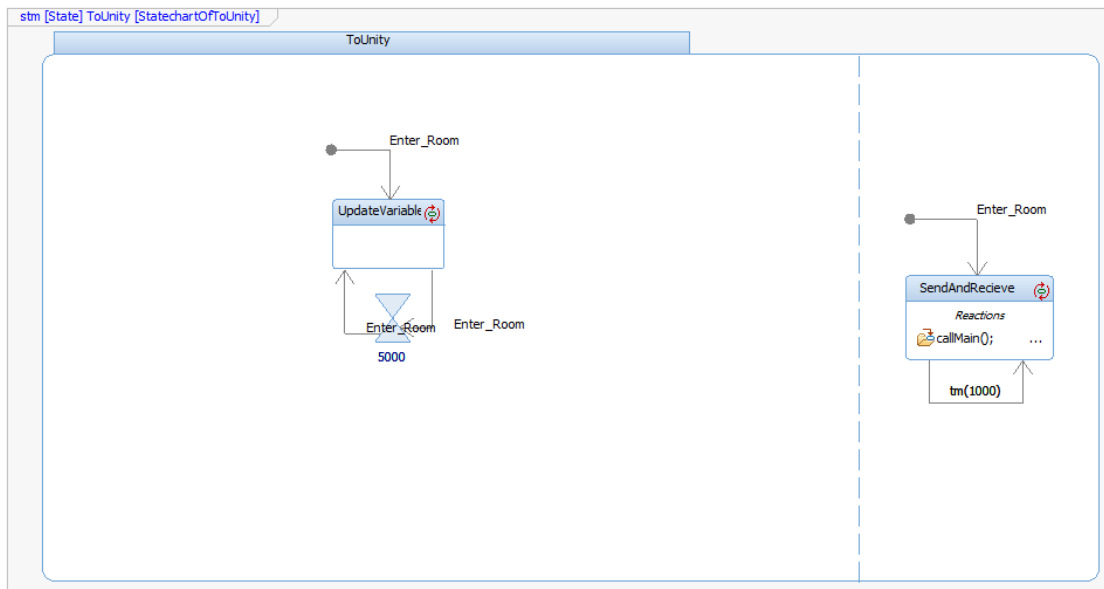 stm [State] ToUnity [StatechartOfToUnity]
ToUnity
Enter_Room
UpdateVariable
Enter_Room
Enter_Room
5000
Enter_Room
SendAndRecieve
Reactions
callMain();
...
tm(1000)